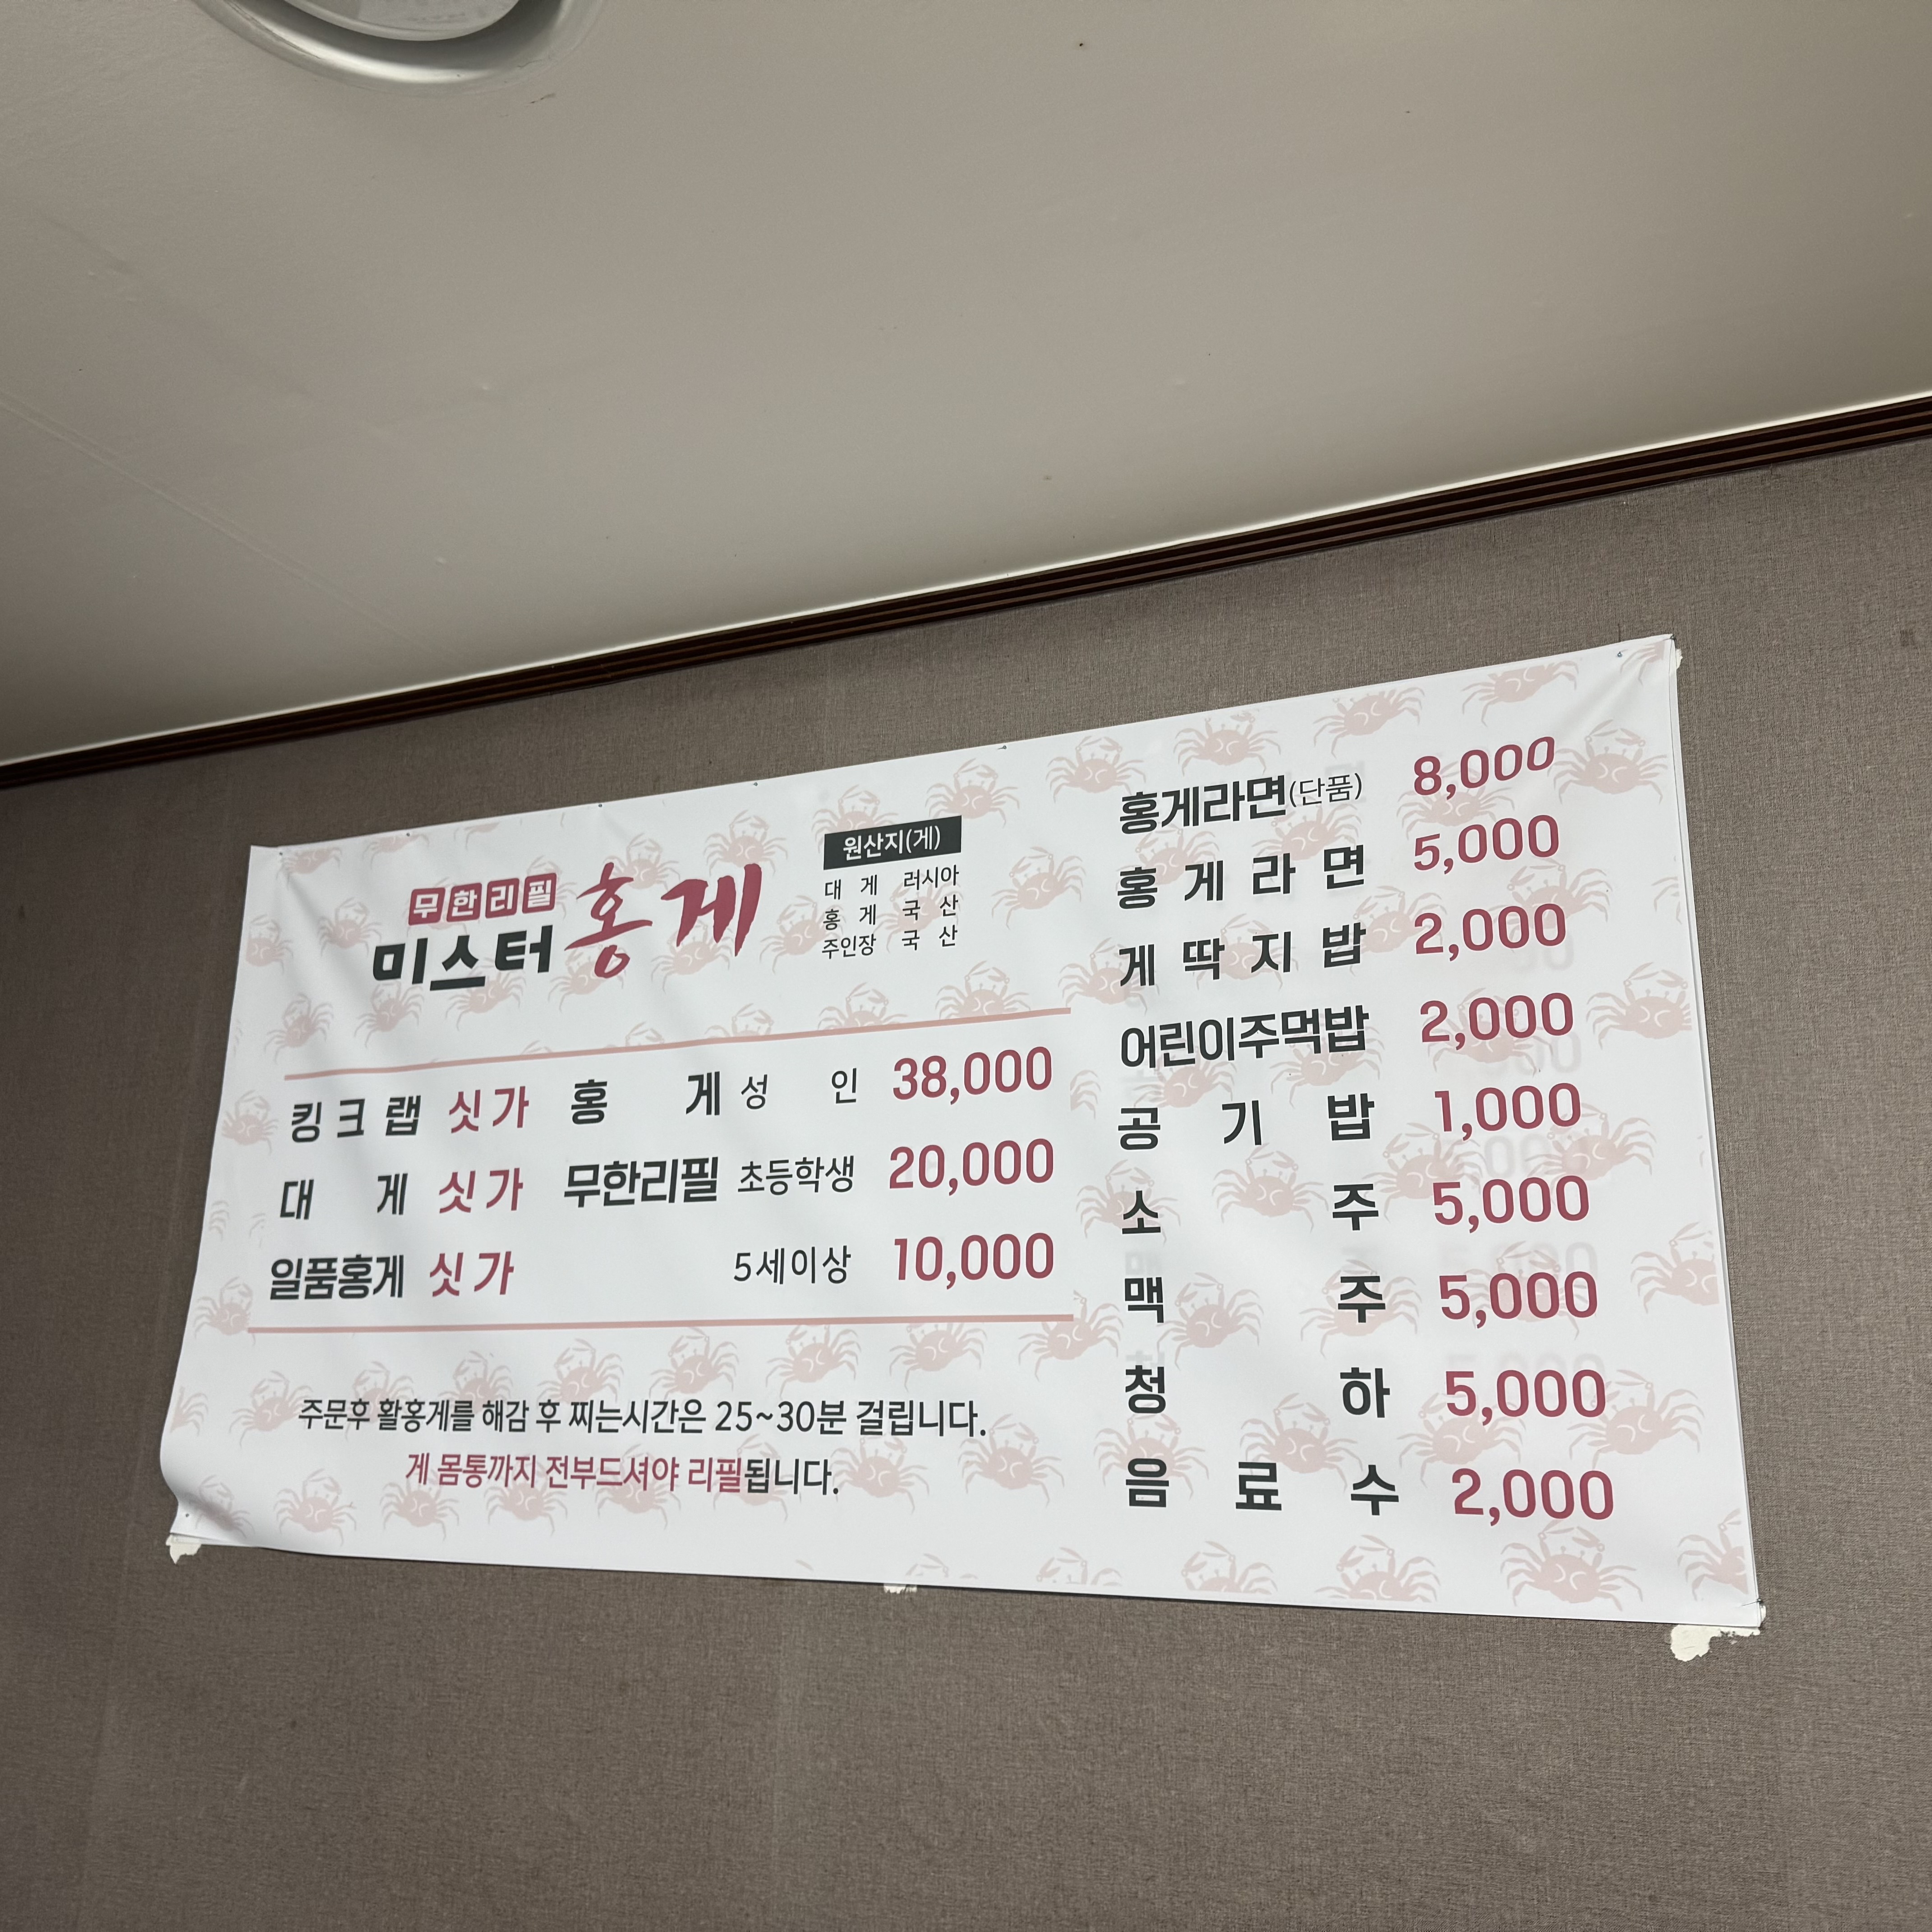 무한리필
미스터홍게
원산지(게)
대 게 러시아
홍 게 국 산
주인장 국 산
킹크랩 싯가 홍 게 성 인 38,000
대 게 싯가 무한리필 초등학생 20,000
일품홍게 싯가 5세이상 10,000
주문후 활홍게를 해감 후 찌는시간은 25~30분 걸립니다.
게 몸통까지 전부드셔야 리필됩니다.
홍게라면(단품) 8,000
홍게라면 5,000
게딱지밥 2,000
어린이주먹밥 2,000
공기밥 1,000
소주 5,000
맥주 5,000
청하 5,000
음료수 2,000